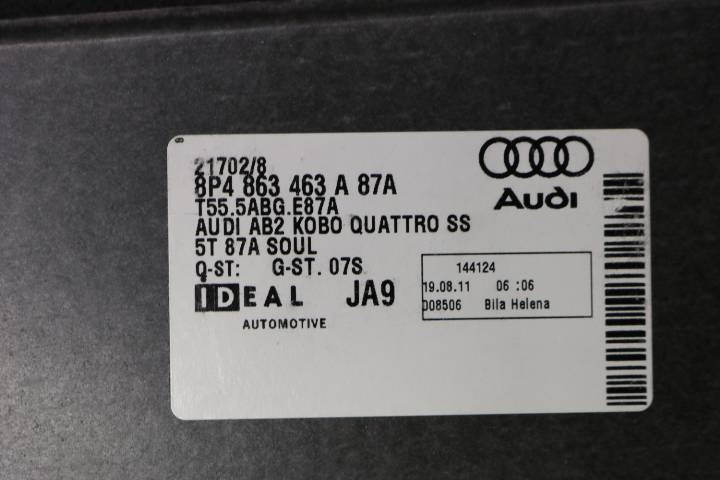 21702/8
8P4 863 463 A 87A
T55.5ABG.E87A
AUDI AB2 KOBO QUATTRO SS
5T 87A SOUL
Q-ST: G-ST. 07S
IDEAL JA9
AUTOMOTIVE
Audi
144124
19.08.11 06:06
008506 Bila Helena